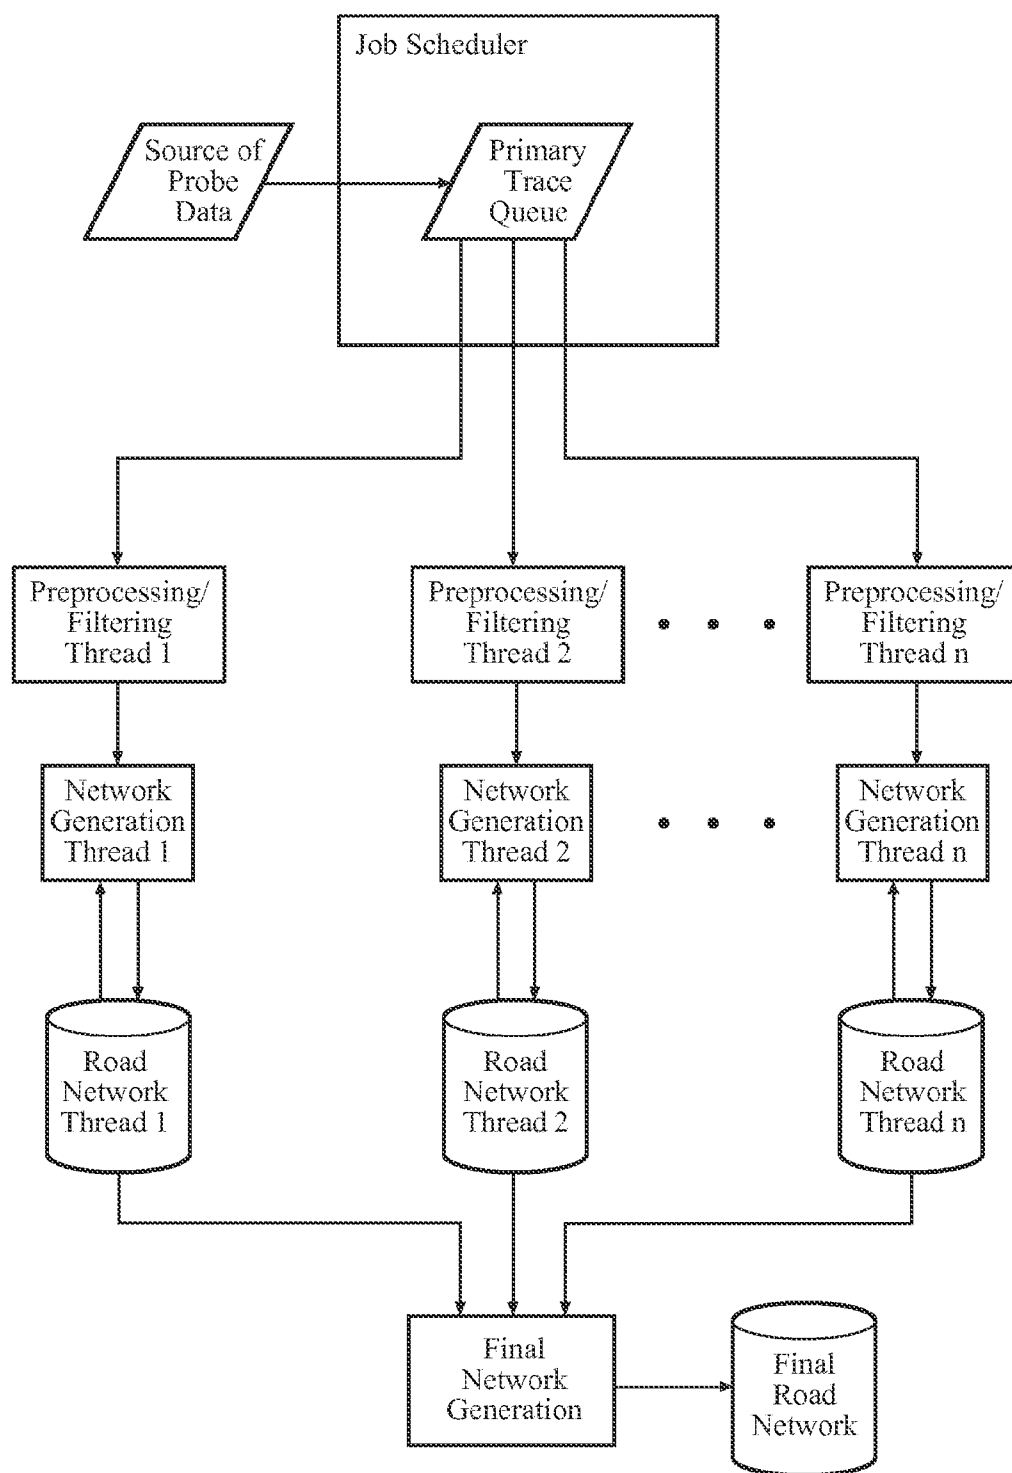 Job Scheduler
Source of
Probe
Data
Primary
Trace
Queue
Preprocessing/
Filtering
Thread 1
Preprocessing/
Filtering
Thread 2
Preprocessing/
Filtering
Thread n
Network
Generation
Thread 1
Network
Generation
Thread 2
Network
Generation
Thread n
Road
Network
Thread 1
Road
Network
Thread 2
Road
Network
Thread n
Final
Network
Generation
Final
Road
Network